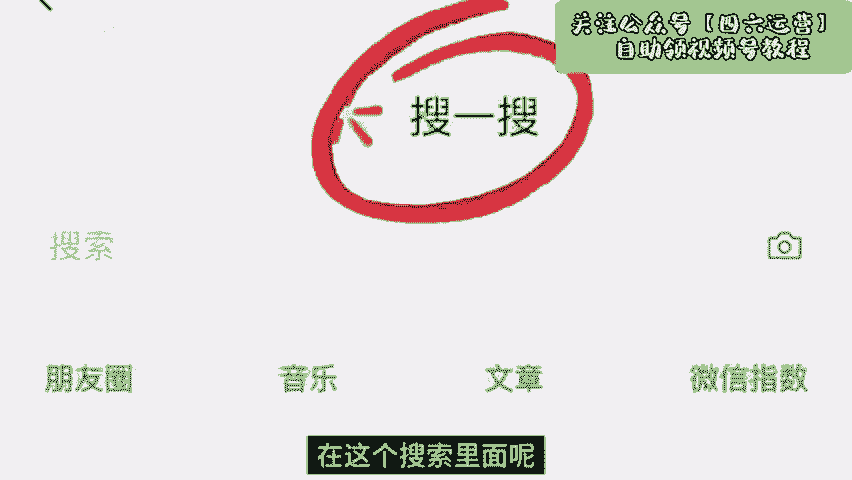 关注公众号【四六运营】
自助领视频号教程
搜一搜
搜索
朋友圈 音乐 文章 微信指数
在这个搜索里面呢